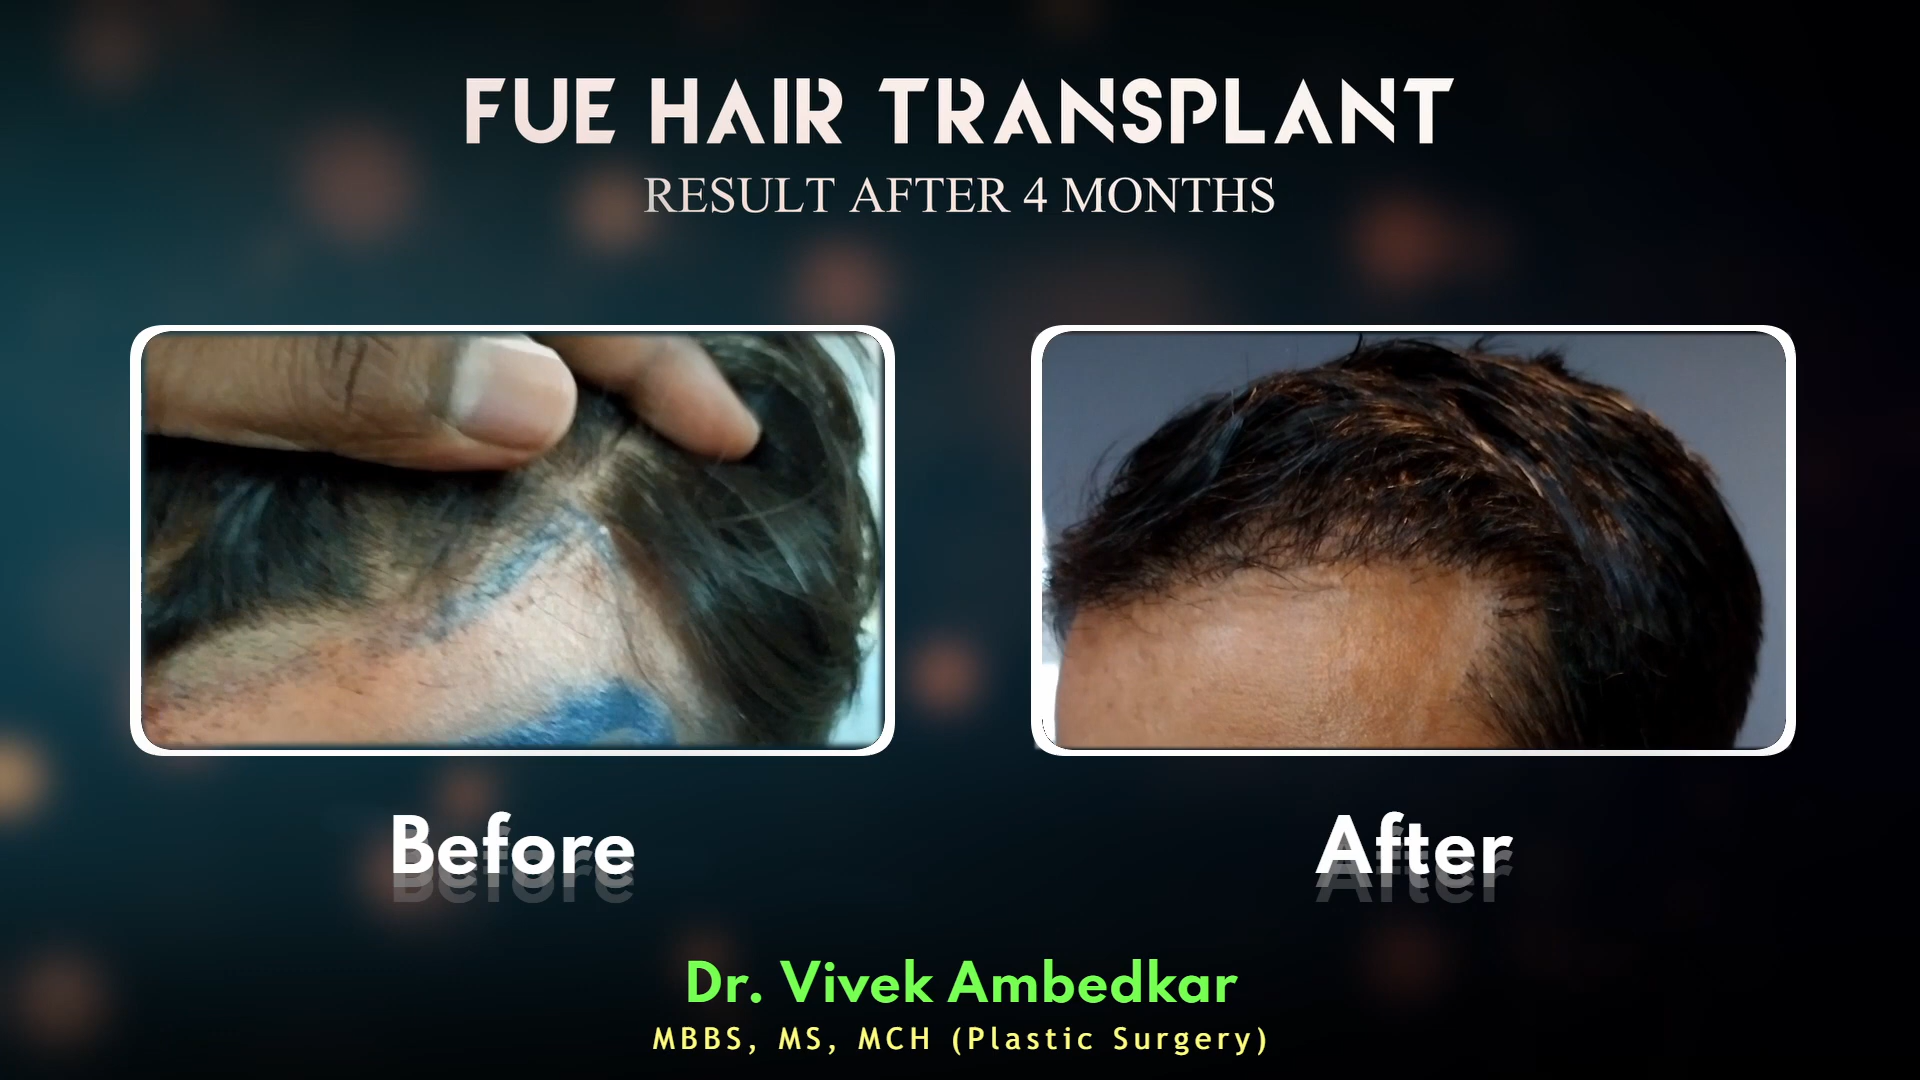 FUE HAIR TRANSPLANT
RESULT AFTER 4 MONTHS
Before
After
Dr. Vivek Ambedkar
MBBS, MS, MCH (Plastic Surgery)